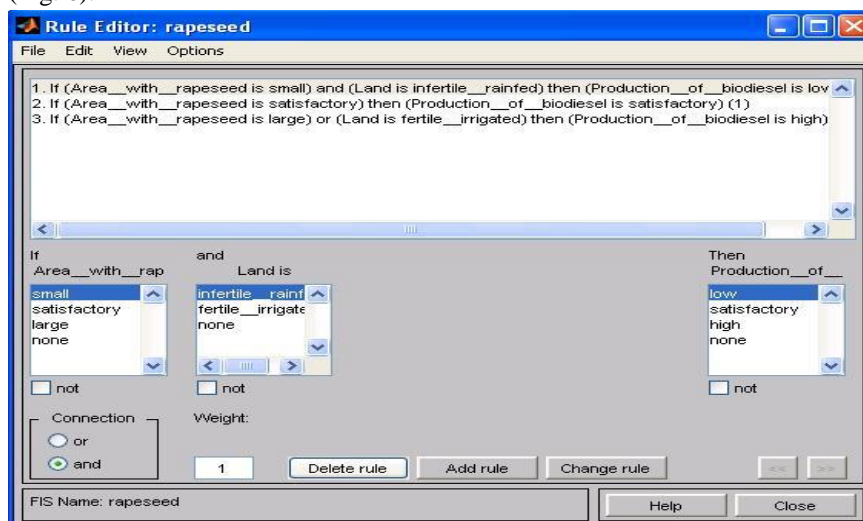 Rule Editor: rapeseed
File Edit View Options
1. If (Area__with__rapeseed is small) and (Land is infertile__rainfed) then (Production__of__biodiesel is low
2. If (Area__with__rapeseed is satisfactory) then (Production__of__biodiesel is satisfactory) (1)
3. If (Area__with__rapeseed is large) or (Land is fertile__irrigated) then (Production__of__biodiesel is high)
If and Then
Area__with__rap Land is Production__of__
small
satisfactory
large
none
infertile__rainf
fertile__irrigate
none
low
satisfactory
high
none
not not not
Connection Weight:
or
and 1 Delete rule Add rule Change rule << >>
FIS Name: rapeseed Help Close